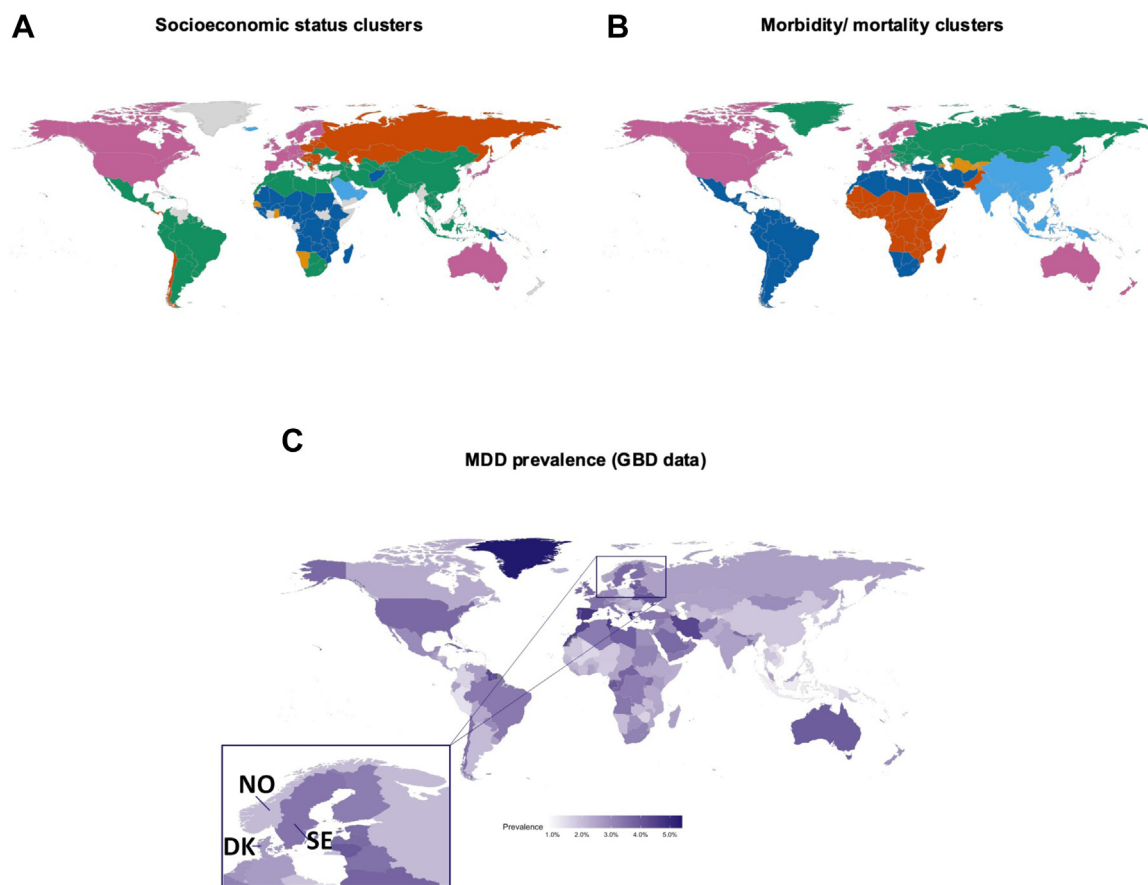 A
Socioeconomic status clusters
B
Morbidity/ mortality clusters
C
MDD prevalence (GBD data)
NO
DK
SE
Prevalence
1.0% 2.0% 3.0% 4.0% 5.0%